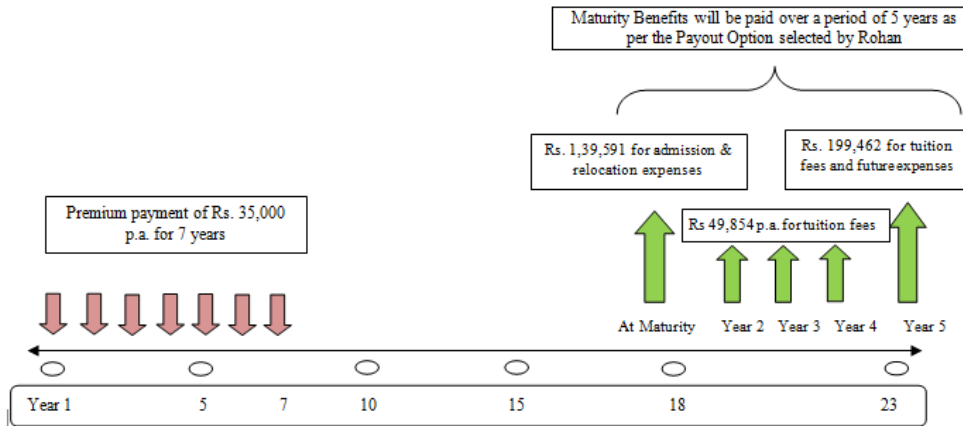 Maturity Benefits will be paid over a period of 5 years as
per the Payout Option selected by Rohan
Rs. 1,39,591 for admission &
relocation expenses
Rs. 199,462 for tuition
fees and future expenses
Premium payment of Rs. 35,000
p.a. for 7 years
Rs 49,854 p.a. for tuition fees
At Maturity Year 2 Year 3 Year 4 Year 5
Year 1 5 7 10 15 18 23